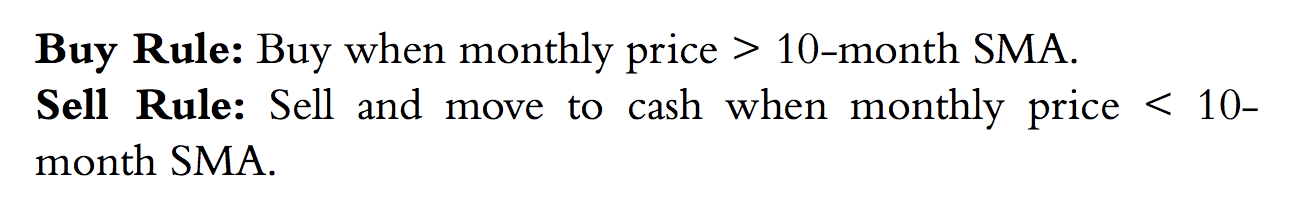 Buy Rule: Buy when monthly price > 10-month SMA.
Sell Rule: Sell and move to cash when monthly price < 10-
month SMA.